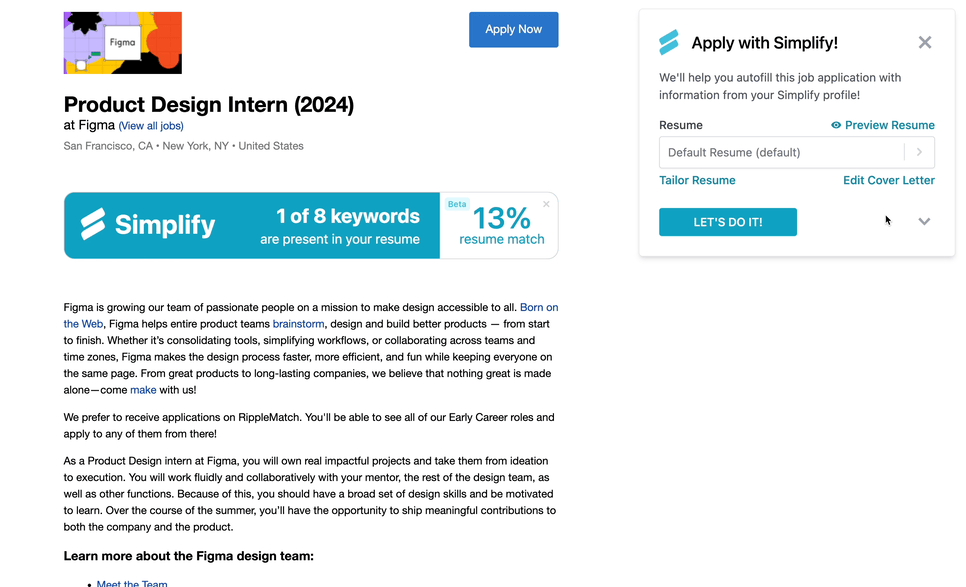 Figma
Apply Now
Product Design Intern (2024)
at Figma (View all jobs)
San Francisco, CA • New York, NY • United States
Simplify
1 of 8 keywords
are present in your resume
Beta
13%
resume match
Figma is growing our team of passionate people on a mission to make design accessible to all. Born on
the Web, Figma helps entire product teams brainstorm, design and build better products — from start
to finish. Whether it's consolidating tools, simplifying workflows, or collaborating across teams and
time zones, Figma makes the design process faster, more efficient, and fun while keeping everyone on
the same page. From great products to long-lasting companies, we believe that nothing great is made
alone—come make with us!
We prefer to receive applications on RippleMatch. You'll be able to see all of our Early Career roles and
apply to any of them from there!
As a Product Design intern at Figma, you will own real impactful projects and take them from ideation
to execution. You will work fluidly and collaboratively with your mentor, the rest of the design team, as
well as other functions. Because of this, you should have a broad set of design skills and be motivated
to learn. Over the course of the summer, you'll have the opportunity to ship meaningful contributions to
both the company and the product.
Learn more about the Figma design team:
• Meet the Team
Apply with Simplify!
We'll help you autofill this job application with
information from your Simplify profile!
Resume
Preview Resume
Default Resume (default)
Tailor Resume
Edit Cover Letter
LET'S DO IT!